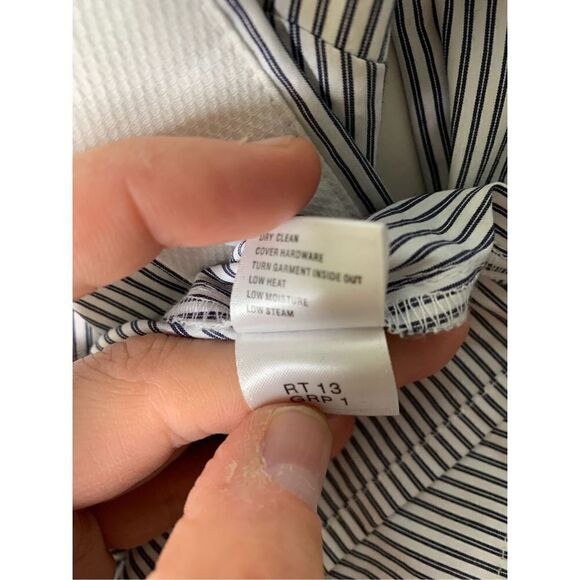 DRY CLEAN
COVER HARDWARE
TURN GARMENT INSIDE OUT
LOW HEAT
LOW MOISTURE
LOW STEAM
RT 13
GRP 1